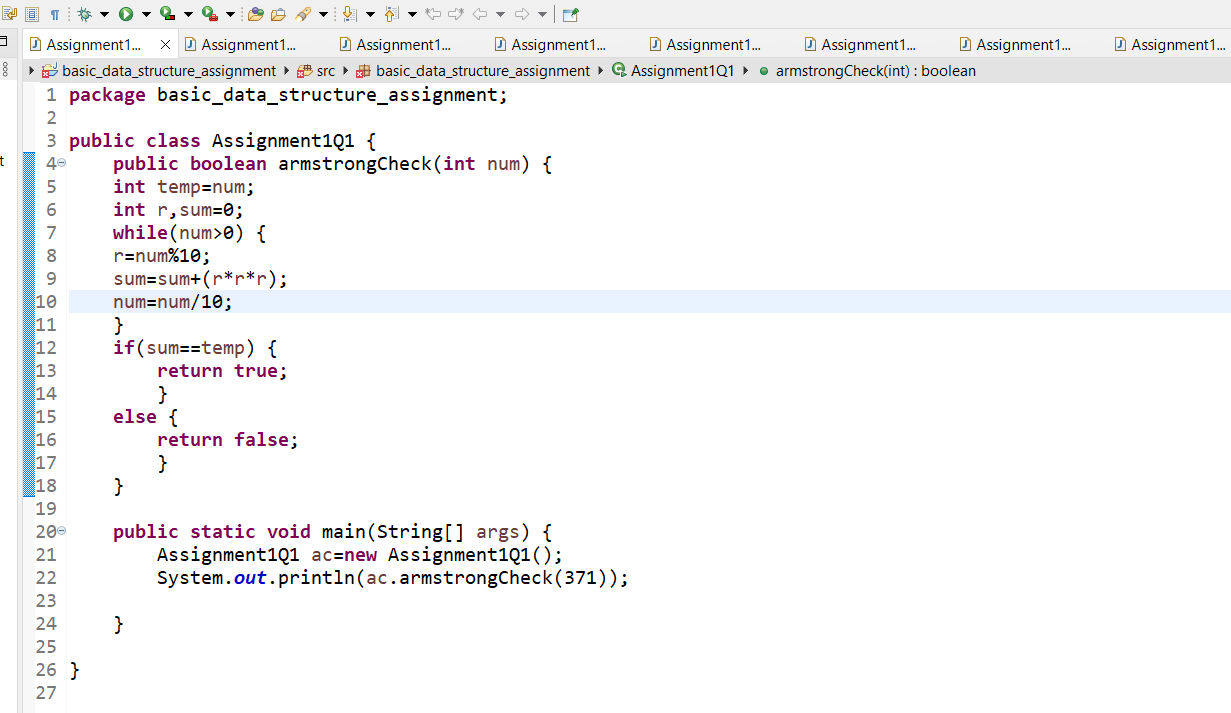 Assignment1... Assignment1... Assignment1... Assignment1... Assignment1... Assignment1... Assignment1... Assignment1...
basic_data_structure_assignment src basic_data_structure_assignment Assignment1Q1 armstrongCheck(int) : boolean
1 package basic_data_structure_assignment;
2
3 public class Assignment1Q1 {
4 public boolean armstrongCheck(int num) {
5 int temp=num;
6 int r,sum=0;
7 while(num>0) {
8 r=num%10;
9 sum=sum+(r*r*r);
10 num=num/10;
11 }
12 if(sum==temp) {
13 return true;
14 }
15 else {
16 return false;
17 }
18 }
19
20 public static void main(String[] args) {
21 Assignment1Q1 ac=new Assignment1Q1();
22 System.out.println(ac.armstrongCheck(371));
23
24 }
25
26 }
27